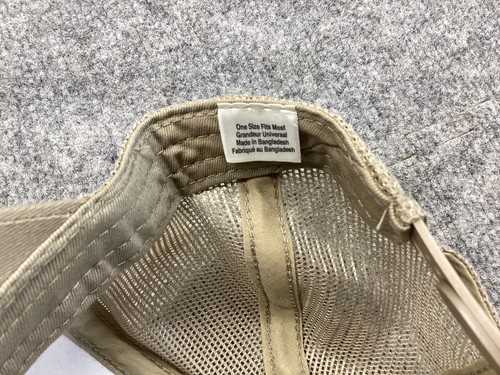 One Size Fits Most
Grandeur Universal
Made in Bangladesh
Fabriqué au Bangladesh